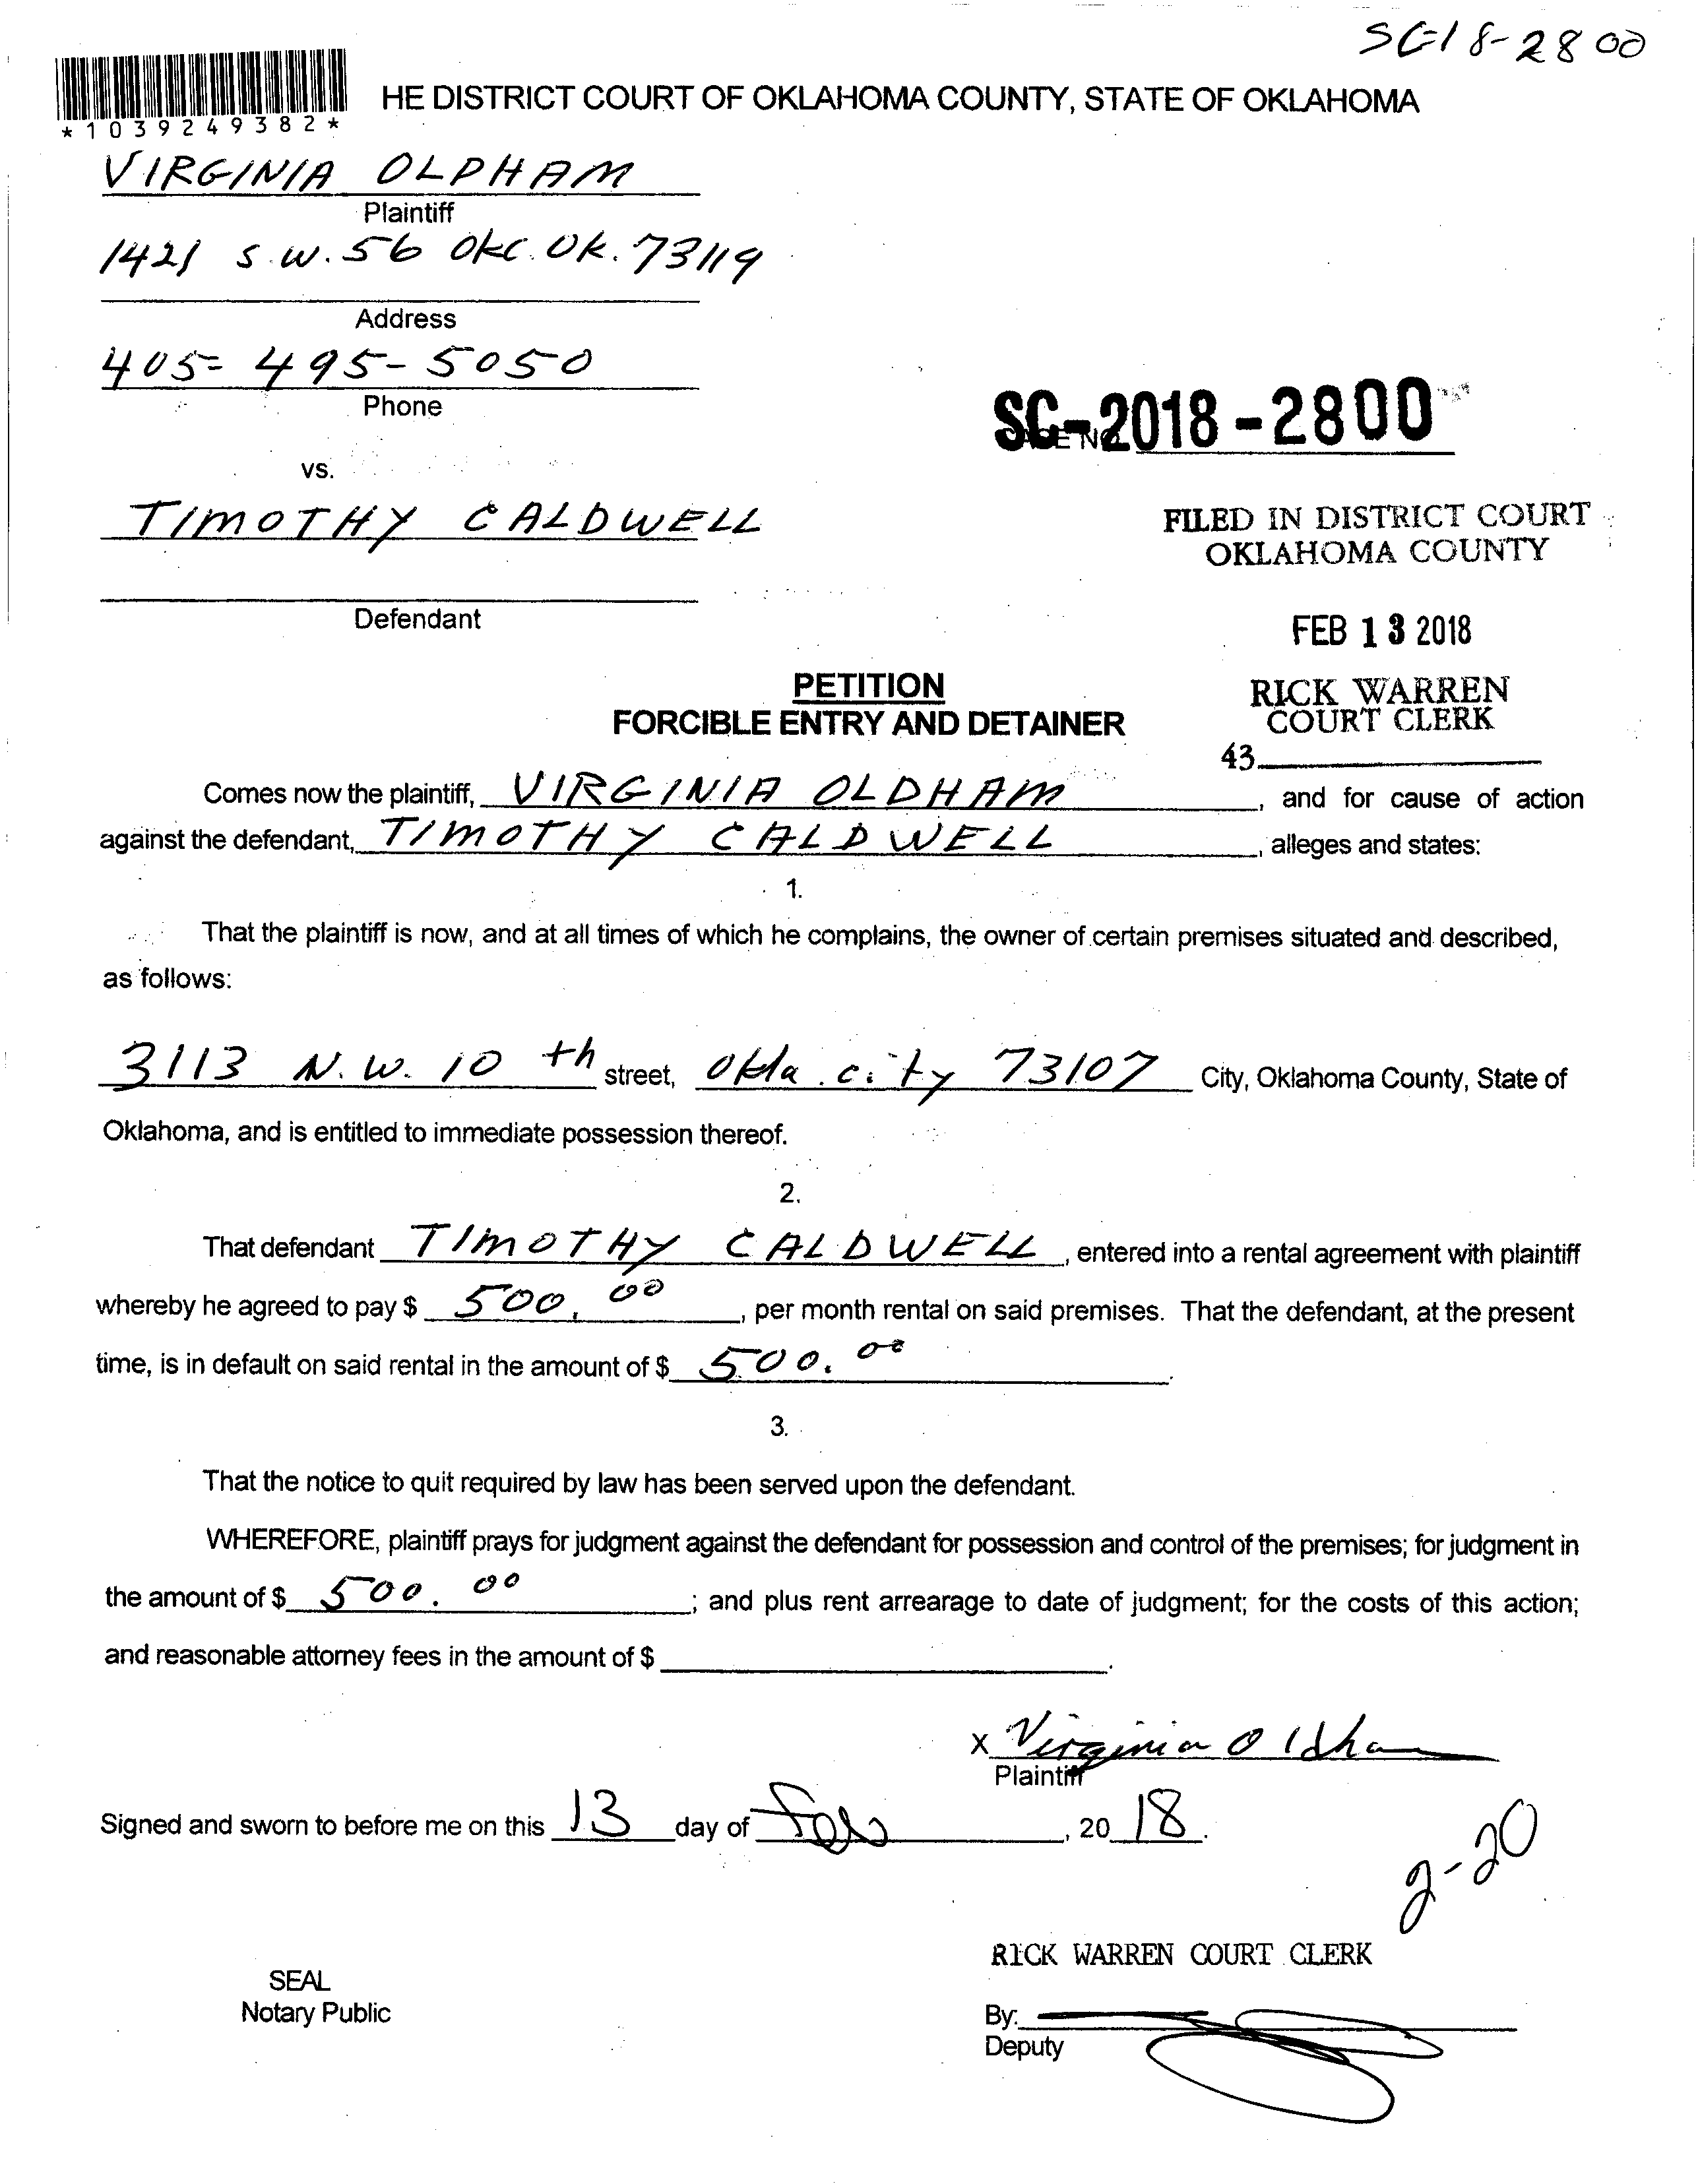 SC18-2800
HE DISTRICT COURT OF OKLAHOMA COUNTY, STATE OF OKLAHOMA
*1039249382*
VIRGINIA OLDHAM
Plaintiff
1421 S.W. 56 OKC. OK. 73119
Address
405-495-5050
Phone
SC-2018-2800
CASE NO.
vs.
TIMOTHY CALDWELL
FILED IN DISTRICT COURT
OKLAHOMA COUNTY
Defendant
FEB 13 2018
PETITION
FORCIBLE ENTRY AND DETAINER
RICK WARREN
COURT CLERK
43
Comes now the plaintiff, VIRGINIA OLDHAM, and for cause of action
against the defendant, TIMOTHY CALDWELL, alleges and states:
1.
That the plaintiff is now, and at all times of which he complains, the owner of certain premises situated and described,
as follows:
3113 N.W. 10 th street, Okla. city 73107 City, Oklahoma County, State of
Oklahoma, and is entitled to immediate possession thereof.
2.
That defendant TIMOTHY CALDWELL, entered into a rental agreement with plaintiff
whereby he agreed to pay $ 500.00, per month rental on said premises. That the defendant, at the present
time, is in default on said rental in the amount of $ 500.00.
3.
That the notice to quit required by law has been served upon the defendant.
WHEREFORE, plaintiff prays for judgment against the defendant for possession and control of the premises; for judgment in
the amount of $ 500.00; and plus rent arrearage to date of judgment; for the costs of this action;
and reasonable attorney fees in the amount of $ .
X Virginia Oldham
Plaintiff
Signed and sworn to before me on this 13 day of Feb, 2018.
2-20
RICK WARREN COURT CLERK
SEAL
Notary Public
By:
Deputy